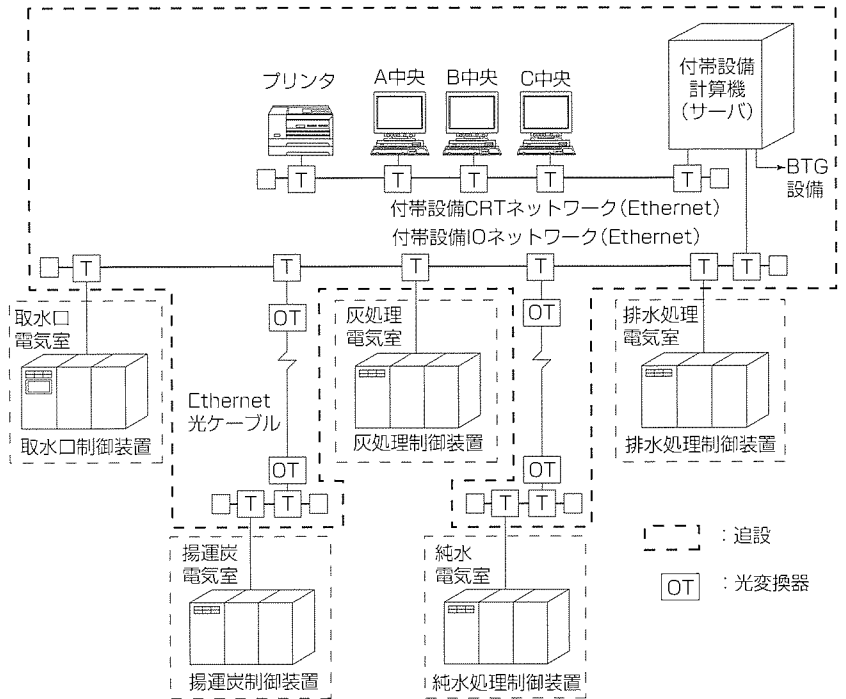 プリンタ
A中央
B中央
C中央
付帯設備
計算機
(サーバ)
BTG
設備
T
T
T
T
T
付帯設備CRTネットワーク(Ethernet)
付帯設備IOネットワーク(Ethernet)
T
T
T
T
T
T
取水口
電気室
取水口制御装置
OT
Ethernet
光ケーブル
OT
灰処理
電気室
灰処理制御装置
OT
OT
排水処理
電気室
排水処理制御装置
T
T
T
T
揚運炭
電気室
揚運炭制御装置
純水
電気室
純水処理制御装置
:追設
OT
:光変換器